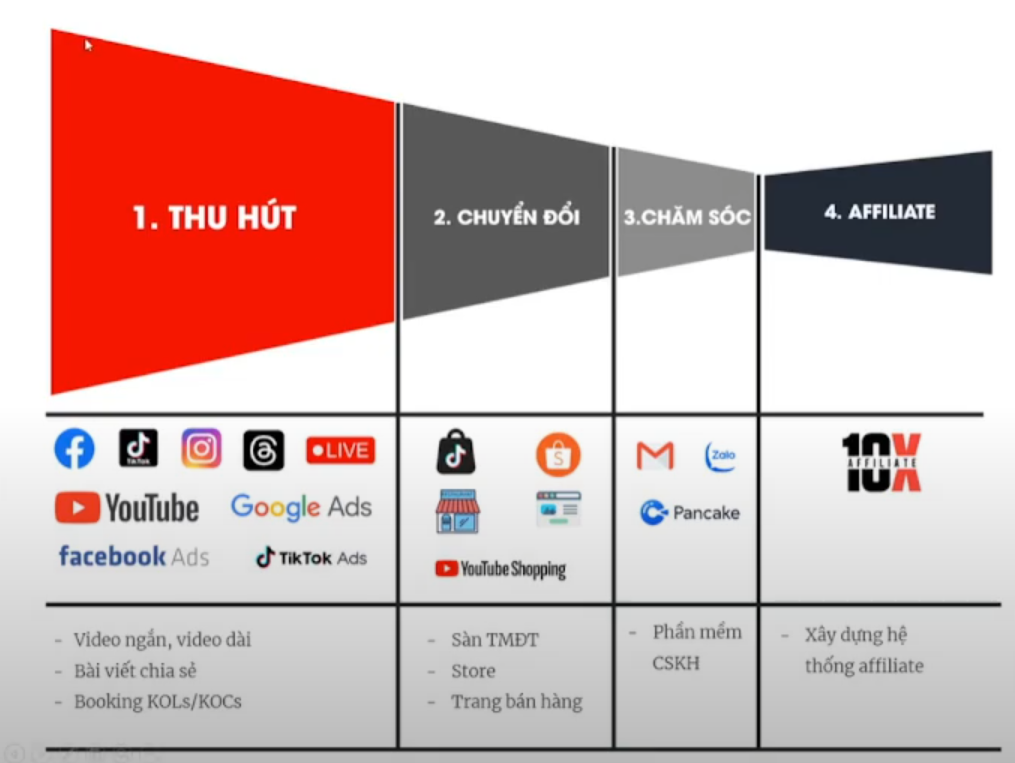 1. THU HÚT
2. CHUYỂN ĐỔI
3.CHĂM SÓC
4. AFFILIATE
TikTok
LIVE
YouTube
Google Ads
facebook Ads
TikTok Ads
S
YouTube Shopping
Zalo
Pancake
10X
AFFILIATE
- Video ngắn, video dài
- Bài viết chia sẻ
- Booking KOLs/KOCs
- Sàn TMĐT
- Store
- Trang bán hàng
- Phần mềm
CSKH
- Xây dựng hệ
thống affiliate